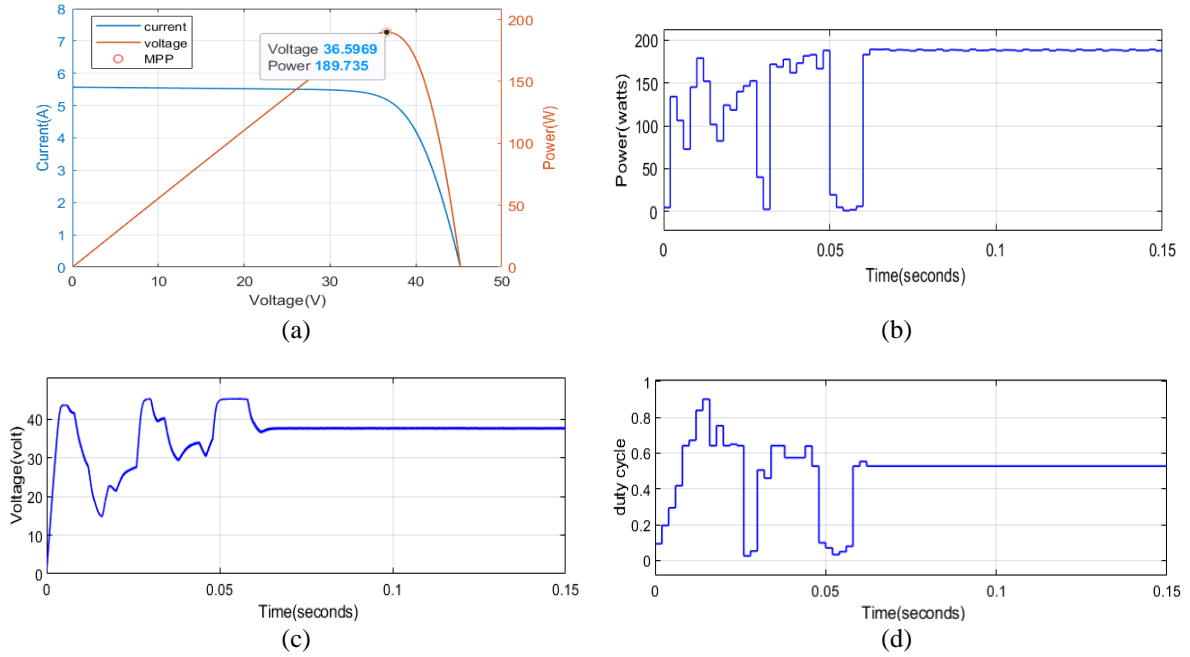 8
7
6
5
4
3
2
1
0
Current(A)
current
voltage
MPP
Voltage 36.5969
Power 189.735
200
150
100
50
0
Power(W)
0 10 20 30 40 50
Voltage(V)
(a)
200
150
100
50
0
Power(watts)
0 0.05 0.1 0.15
Time(seconds)
(b)
40
30
20
10
0
Voltage(volt)
0 0.05 0.1 0.15
Time(seconds)
(c)
1
0.8
0.6
0.4
0.2
0
duty cycle
0 0.05 0.1 0.15
Time(seconds)
(d)